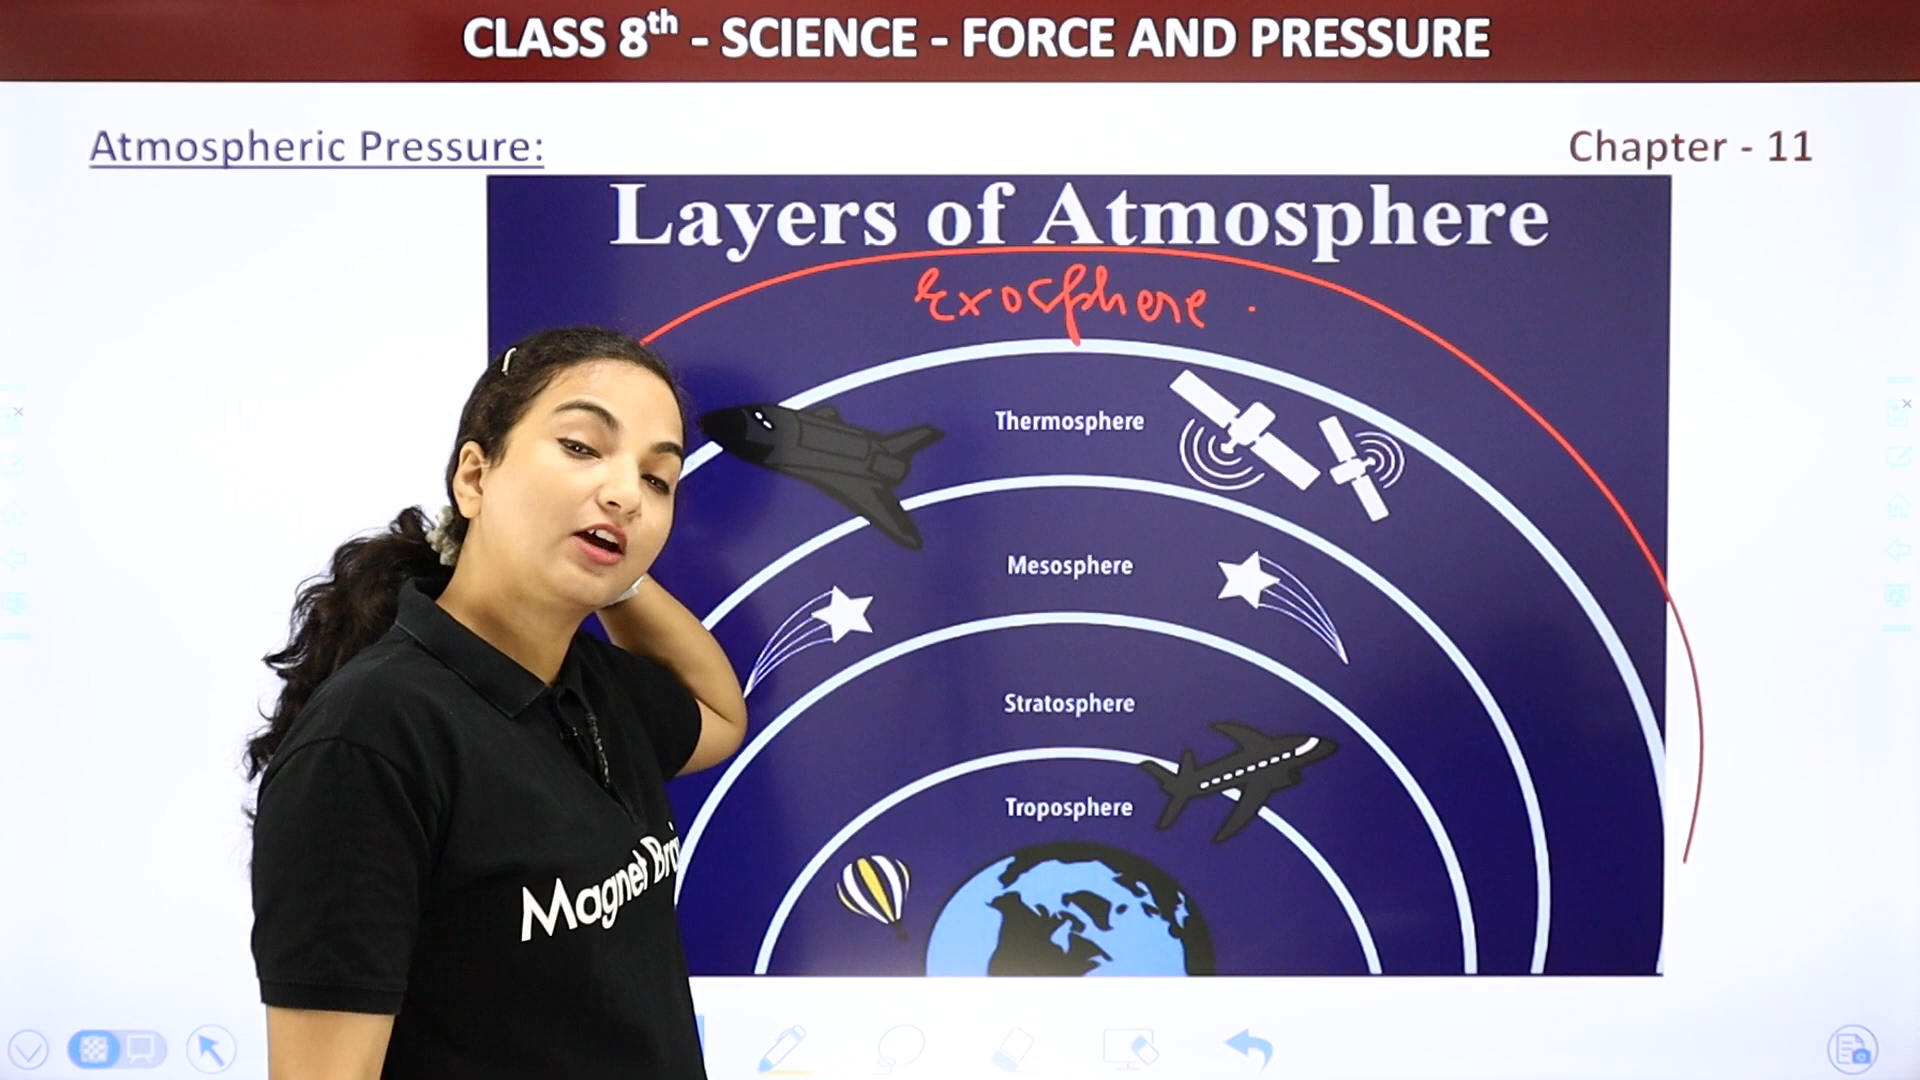 CLASS 8th - SCIENCE - FORCE AND PRESSURE
Atmospheric Pressure:
Chapter - 11
Layers of Atmosphere
Exosphere.
Thermosphere
Mesosphere
Stratosphere
Troposphere
Magnet Brai